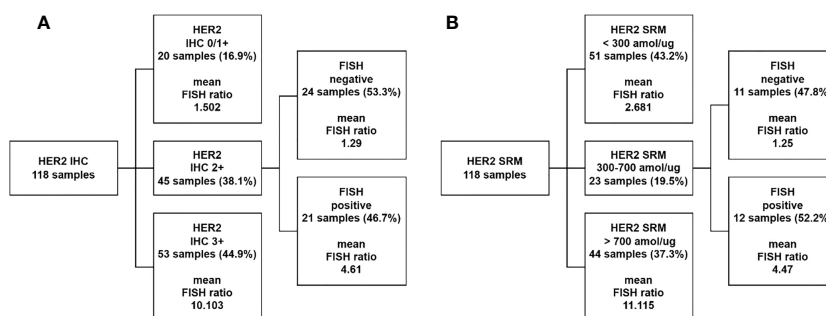 A
HER2 IHC
118 samples
HER2
IHC 0/1+
20 samples (16.9%)
mean
FISH ratio
1.502
HER2
IHC 2+
45 samples (38.1%)
HER2
IHC 3+
53 samples (44.9%)
mean
FISH ratio
10.103
FISH
negative
24 samples (53.3%)
mean
FISH ratio
1.29
FISH
positive
21 samples (46.7%)
mean
FISH ratio
4.61
B
HER2 SRM
118 samples
HER2 SRM
< 300 amol/ug
51 samples (43.2%)
mean
FISH ratio
2.681
HER2 SRM
300-700 amol/ug
23 samples (19.5%)
HER2 SRM
> 700 amol/ug
44 samples (37.3%)
mean
FISH ratio
11.115
FISH
negative
11 samples (47.8%)
mean
FISH ratio
1.25
FISH
positive
12 samples (52.2%)
mean
FISH ratio
4.47